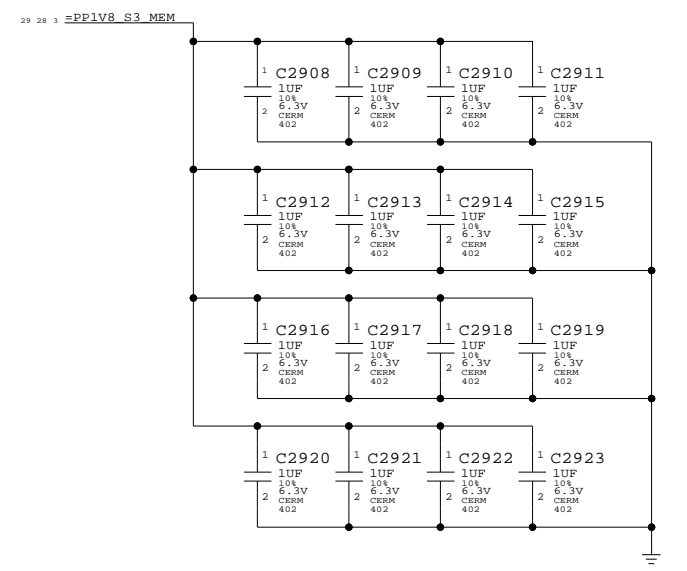 29 28 3 =PP1V8_S3_MEM
1 C2908 1 C2909 1 C2910 1 C2911
1UF 1UF 1UF 1UF
10% 10% 10% 10%
2 6.3V 2 6.3V 2 6.3V 2 6.3V
CERM CERM CERM CERM
402 402 402 402
1 C2912 1 C2913 1 C2914 1 C2915
1UF 1UF 1UF 1UF
10% 10% 10% 10%
2 6.3V 2 6.3V 2 6.3V 2 6.3V
CERM CERM CERM CERM
402 402 402 402
1 C2916 1 C2917 1 C2918 1 C2919
1UF 1UF 1UF 1UF
10% 10% 10% 10%
2 6.3V 2 6.3V 2 6.3V 2 6.3V
CERM CERM CERM CERM
402 402 402 402
1 C2920 1 C2921 1 C2922 1 C2923
1UF 1UF 1UF 1UF
10% 10% 10% 10%
2 6.3V 2 6.3V 2 6.3V 2 6.3V
CERM CERM CERM CERM
402 402 402 402